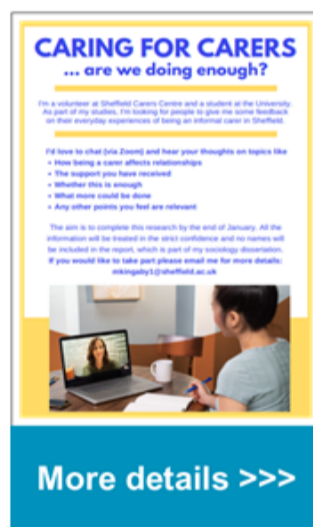 CARING FOR CARERS
... are we doing enough?
I'm a volunteer at Sheffield Carers Centre and a student at the University.
As part of my studies, I'm looking for people to give me some feedback
on their everyday experiences of being an informal carer in Sheffield.
I'd love to chat (via Zoom) and hear your thoughts on topics like
• How being a carer affects relationships
• The support you have received
• Whether this is enough
• What more could be done
• Any other points you feel are relevant
The aim is to complete this research by the end of January. All the
information will be treated in the strict confidence and no names will
be included in the report, which is part of my sociology dissertation.
If you would like to take part please email me for more details:
mkingaby1@sheffield.ac.uk
More details >>>